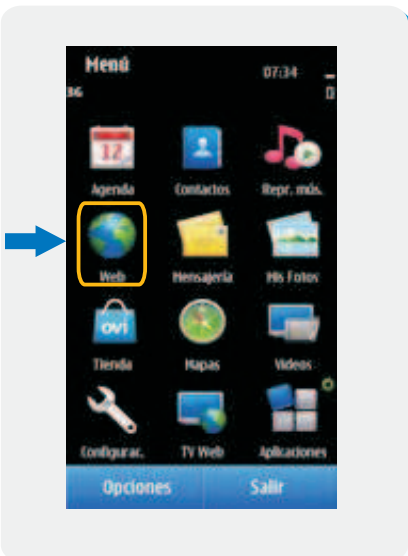 Menú
07:34
3G
12
Agenda Contactos Repr. mús.
Web Mensajería Mis Fotos
ovi
Tienda Mapas Videos
Configurac. TV Web Aplicaciones
Opciones Salir